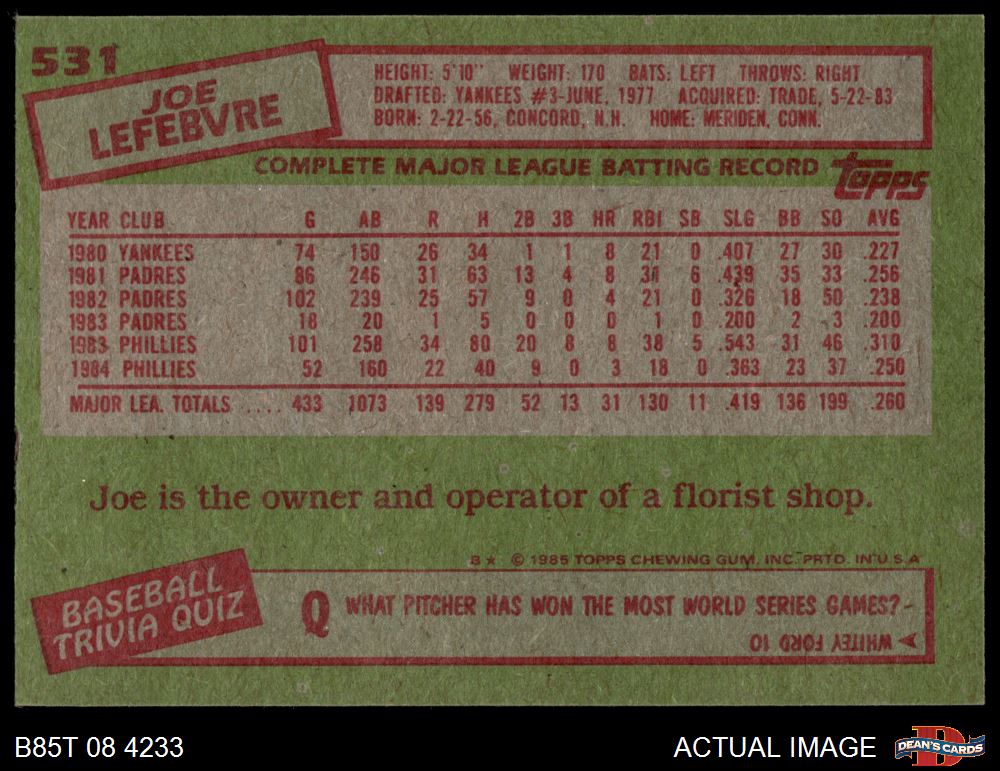 531
JOE
LEFEBVRE
HEIGHT: 5'10" WEIGHT: 170 BATS: LEFT THROWS: RIGHT
DRAFTED: YANKEES #3-JUNE, 1977 ACQUIRED: TRADE, 5-22-83
BORN: 2-22-56, CONCORD, N.H. HOME: MERIDEN, CONN.
COMPLETE MAJOR LEAGUE BATTING RECORD topps
YEAR CLUB G AB R H 2B 3B HR RBI SB SLG BB SO AVG
1980 YANKEES 74 150 26 34 1 1 8 21 0 .407 27 30 .227
1981 PADRES 86 246 31 63 13 4 8 31 6 .439 35 33 .256
1982 PADRES 102 239 25 57 9 0 4 21 0 .326 18 50 .238
1983 PADRES 18 20 1 5 0 0 0 1 0 .200 2 3 .200
1983 PHILLIES 101 258 34 80 20 8 8 38 5 .543 31 46 .310
1984 PHILLIES 52 160 22 40 9 0 3 18 0 .363 23 37 .250
MAJOR LEA. TOTALS .... 433 1073 139 279 52 13 31 130 11 .419 136 199 .260
Joe is the owner and operator of a florist shop.
B★ © 1985 TOPPS CHEWING GUM, INC. PRTD. IN U.S.A.
BASEBALL
TRIVIA QUIZ
Q WHAT PITCHER HAS WON THE MOST WORLD SERIES GAMES?
A WHITEY FORD 10
B85T 08 4233
ACTUAL IMAGE
D
DEAN'S CARDS